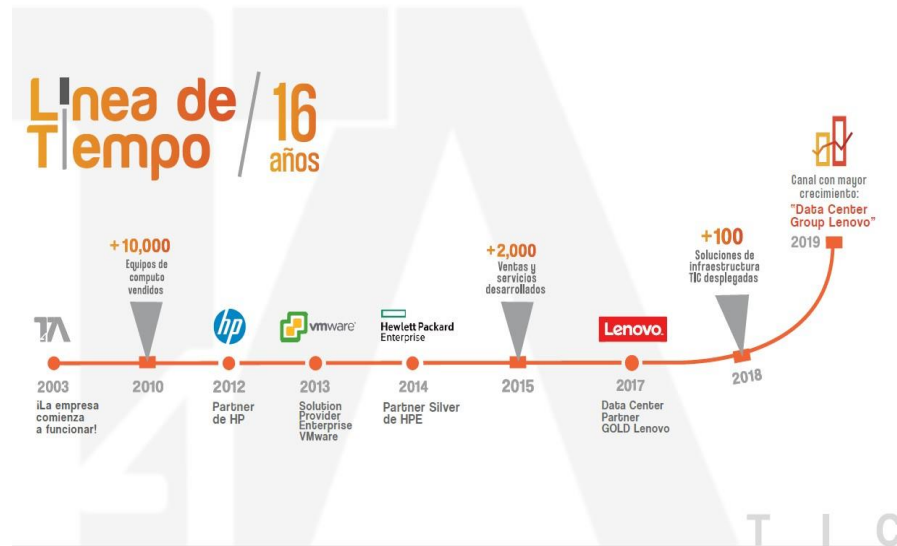 Línea de
Tiempo
16
años
+10,000
Equipos de
computo
vendidos
+2,000
Ventas y
servicios
desarrollados
+100
Soluciones de
infraestructura
TIC desplegadas
Canal con mayor
crecimiento:
"Data Center
Group Lenovo"
2019
TA
hp
vmware
Hewlett Packard
Enterprise
Lenovo
2003
¡La empresa
comienza
a funcionar!
2010
2012
Partner
de HP
2013
Solution
Provider
Enterprise
VMware
2014
Partner Silver
de HPE
2015
2017
Data Center
Partner
GOLD Lenovo
2018
TIC